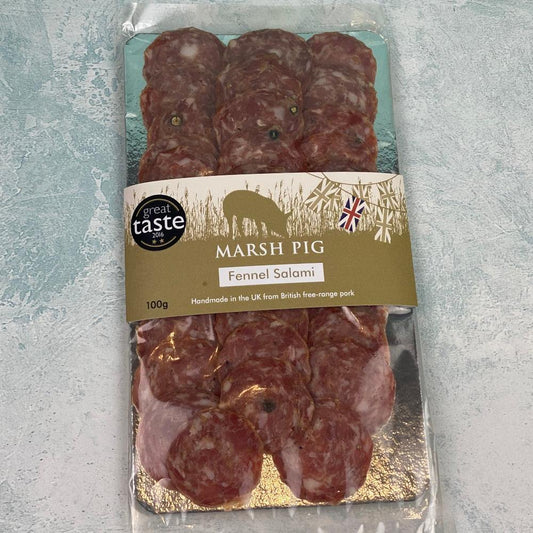 great
taste
2016
MARSH PIG
Fennel Salami
100g
Handmade in the UK from British free-range pork